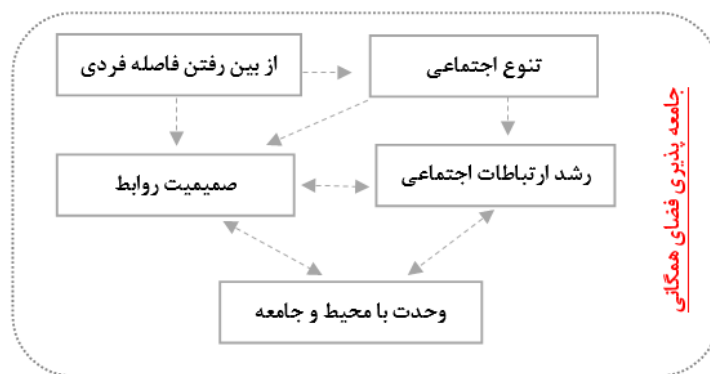 تنوع اجتماعی
از بین رفتن فاصله فردی
رشد ارتباطات اجتماعی
صمیمیت روابط
وحدت با محیط و جامعه
جامعه پذیری فضای همگانی